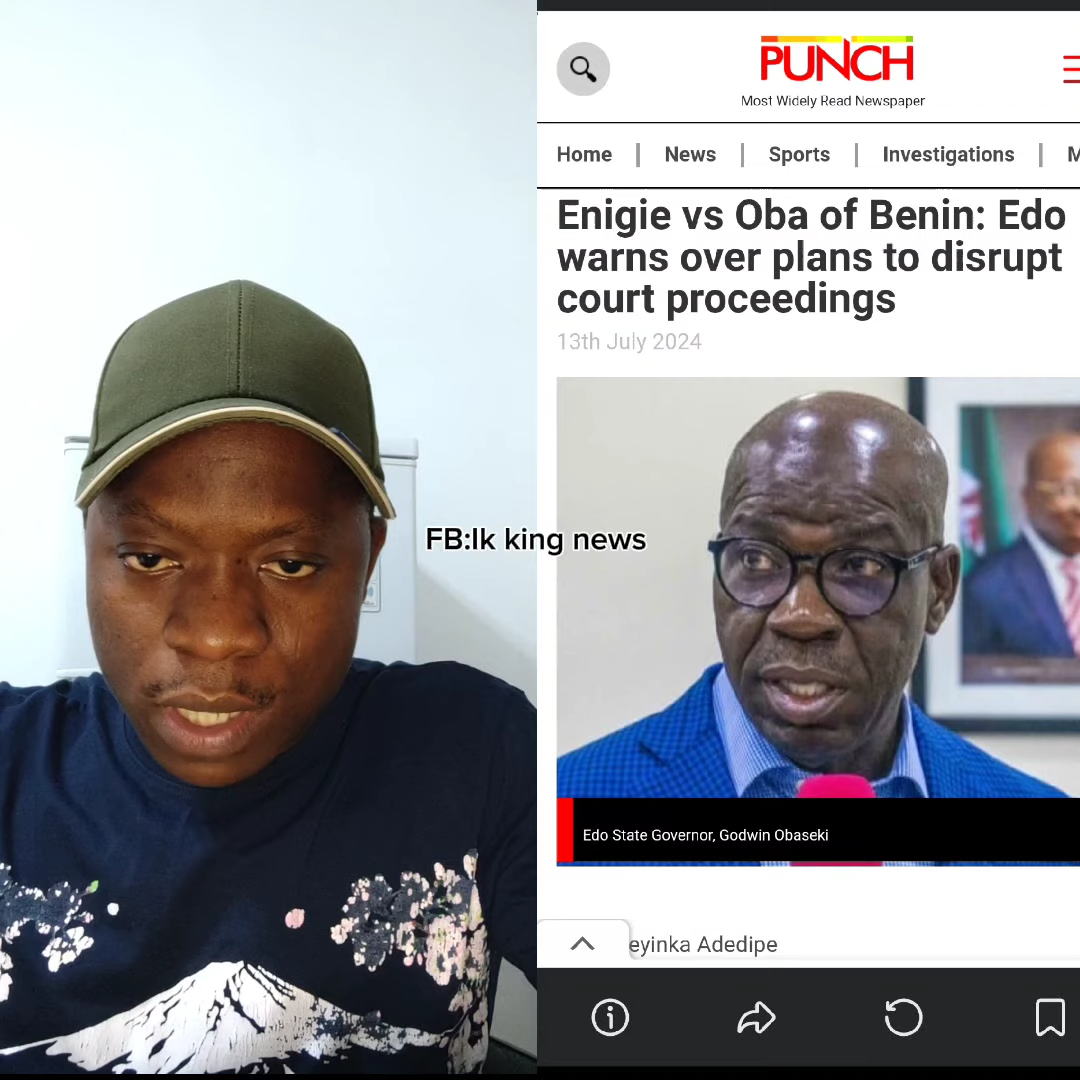 PUNCH
Most Widely Read Newspaper
Home | News | Sports | Investigations | M
Enigie vs Oba of Benin: Edo
warns over plans to disrupt
court proceedings
13th July 2024
FB:Ik king news
Edo State Governor, Godwin Obaseki
eyinka Adedipe